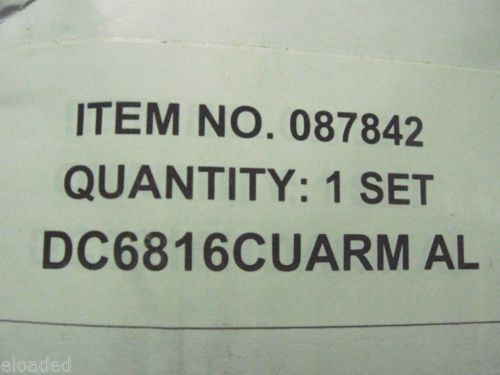 ITEM NO. 087842
QUANTITY: 1 SET
DC6816CUARM AL
eloaded